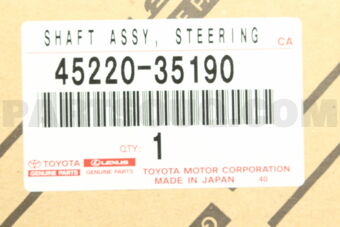 SHAFT ASSY, STEERING CA
45220-35190
QTY: 1
TOYOTA LEXUS TOYOTA MOTOR CORPORATION
GENUINE PARTS GENUINE PARTS MADE IN JAPAN 40